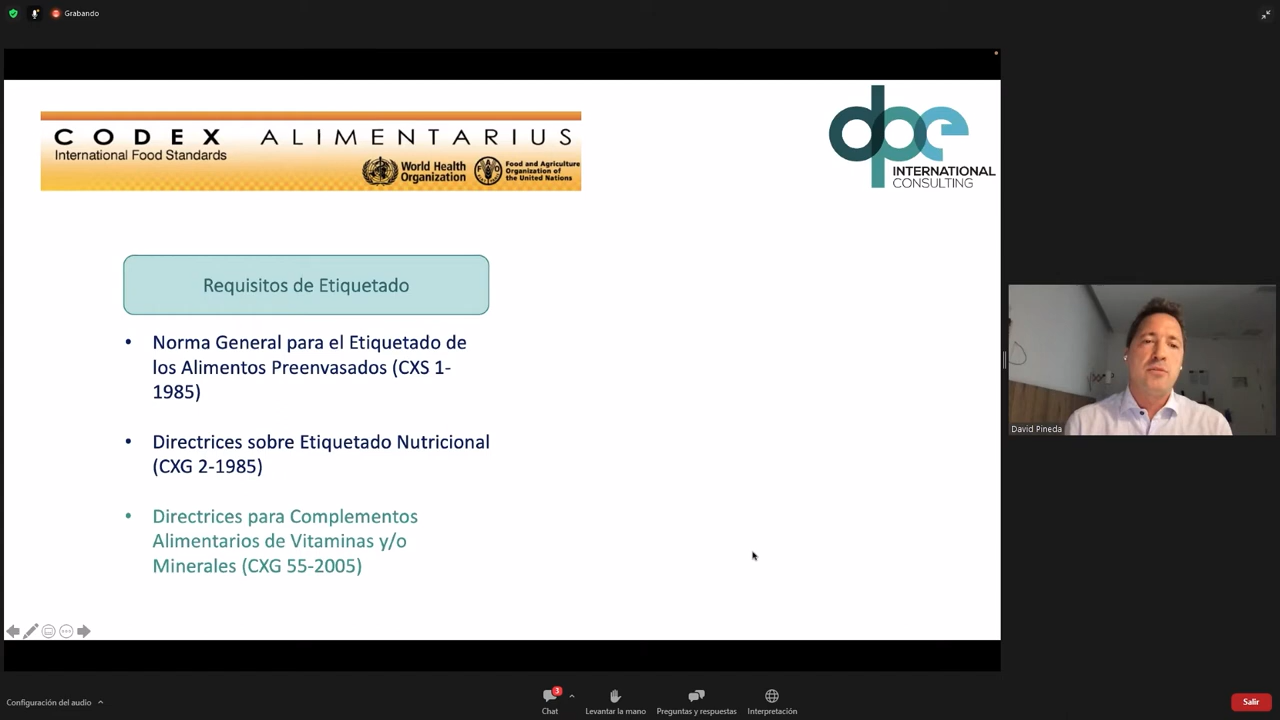 Grabando
CODEX ALIMENTARIUS
International Food Standards
World Health
Organization
Food and Agriculture
Organization of
the United Nations
dpe
INTERNATIONAL
CONSULTING
Requisitos de Etiquetado
• Norma General para el Etiquetado de
los Alimentos Preenvasados (CXS 1-
1985)
• Directrices sobre Etiquetado Nutricional
(CXG 2-1985)
• Directrices para Complementos
Alimentarios de Vitaminas y/o
Minerales (CXG 55-2005)
David Pineda
Configuración del audio
3
Chat
Levantar la mano
Preguntas y respuestas
Interpretación
Salir